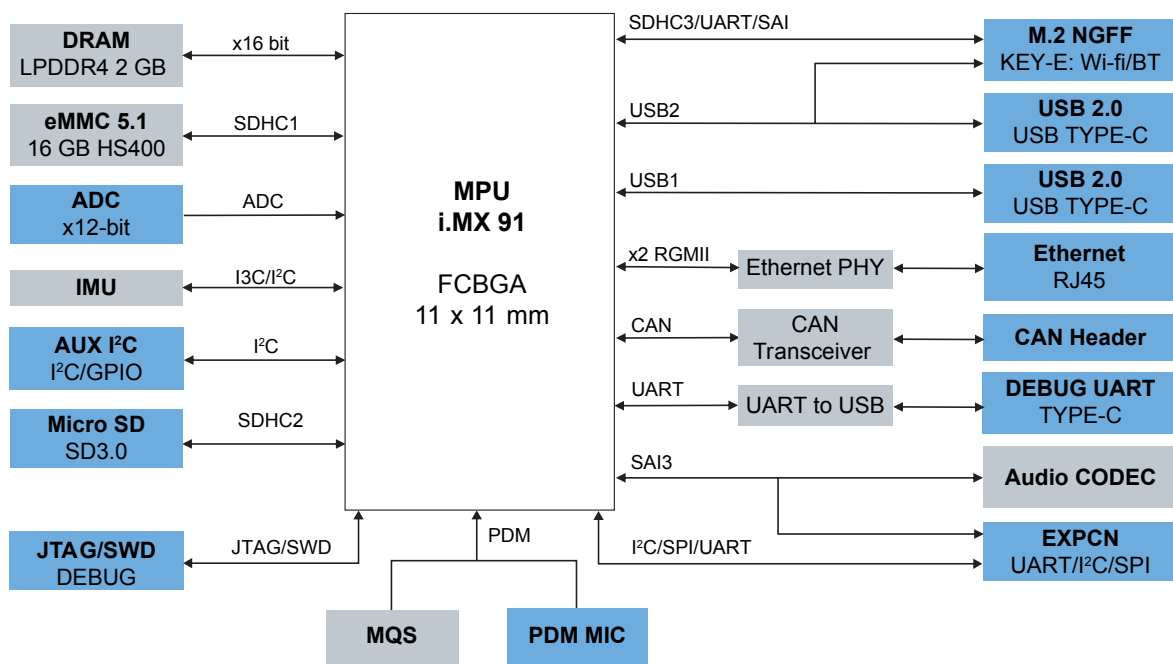 DRAM
LPDDR4 2 GB
x16 bit
eMMC 5.1
16 GB HS400
SDHC1
ADC
x12-bit
ADC
IMU
I3C/I²C
AUX I²C
I²C/GPIO
I²C
Micro SD
SD3.0
SDHC2
JTAG/SWD
DEBUG
JTAG/SWD
MPU
i.MX 91
FCBGA
11 x 11 mm
PDM
MQS
PDM MIC
SDHC3/UART/SAI
M.2 NGFF
KEY-E: Wi-fi/BT
USB2
USB 2.0
USB TYPE-C
USB1
USB 2.0
USB TYPE-C
x2 RGMII
Ethernet PHY
Ethernet
RJ45
CAN
CAN
Transceiver
CAN Header
UART
UART to USB
DEBUG UART
TYPE-C
SAI3
Audio CODEC
I²C/SPI/UART
EXPCN
UART/I²C/SPI